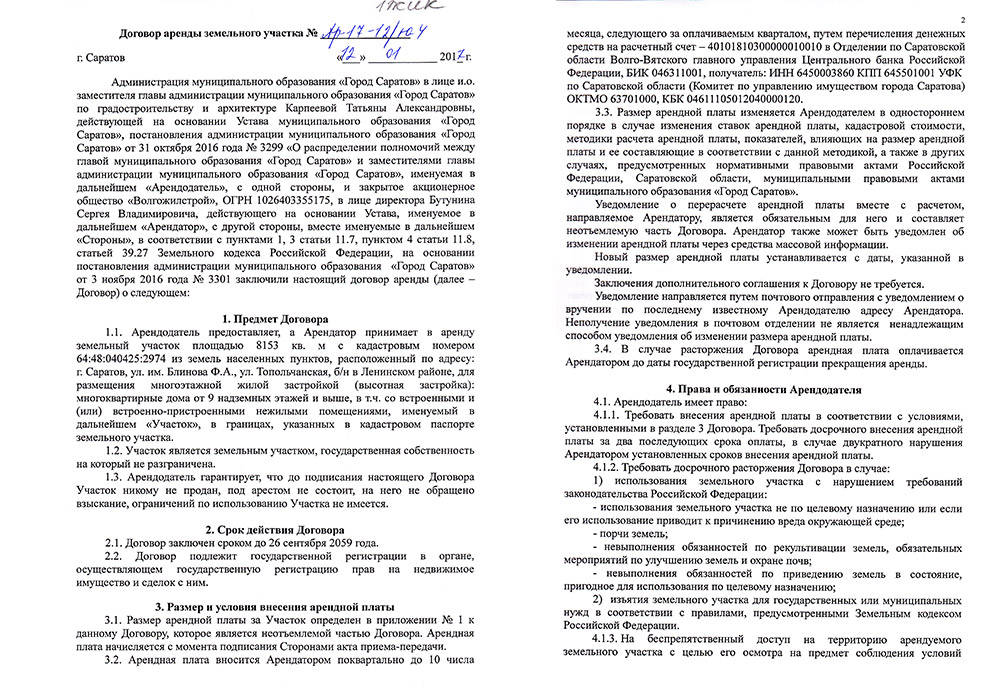 1 ЖИК
Договор аренды земельного участка № Ар-17-12/ю-4
г. Саратов «12» 01 2017 г.
Администрация муниципального образования «Город Саратов» в лице и.о.
заместителя главы администрации муниципального образования «Город Саратов»
по градостроительству и архитектуре Карпеевой Татьяны Александровны,
действующей на основании Устава муниципального образования «Город
Саратов», постановления администрации муниципального образования «Город
Саратов» от 31 октября 2016 года № 3299 «О распределении полномочий между
главой муниципального образования «Город Саратов» и заместителями главы
администрации муниципального образования «Город Саратов», именуемая в
дальнейшем «Арендодатель», с одной стороны, и закрытое акционерное
общество «Волгожилстрой», ОГРН 1026403355175, в лице директора Бутунина
Сергея Владимировича, действующего на основании Устава, именуемое в
дальнейшем «Арендатор», с другой стороны, вместе именуемые в дальнейшем
«Стороны», в соответствии с пунктами 1, 3 статьи 11.7, пунктом 4 статьи 11.8,
статьей 39.27 Земельного кодекса Российской Федерации, на основании
постановления администрации муниципального образования «Город Саратов»
от 3 ноября 2016 года № 3301 заключили настоящий договор аренды (далее –
Договор) о следующем:
1. Предмет Договора
1.1. Арендодатель предоставляет, а Арендатор принимает в аренду
земельный участок площадью 8153 кв. м с кадастровым номером
64:48:040425:2974 из земель населенных пунктов, расположенный по адресу:
г. Саратов, ул. им. Блинова Ф.А., ул. Топольчанская, б/н в Ленинском районе, для
размещения многоэтажной жилой застройкой (высотная застройка):
многоквартирные дома от 9 надземных этажей и выше, в т.ч. со встроенными и
(или) встроенно-пристроенными нежилыми помещениями, именуемый в
дальнейшем «Участок», в границах, указанных в кадастровом паспорте
земельного участка.
1.2. Участок является земельным участком, государственная собственность
на который не разграничена.
1.3. Арендодатель гарантирует, что до подписания настоящего Договора
Участок никому не продан, под арестом не состоит, на него не обращено
взыскание, ограничений по использованию Участка не имеется.
2. Срок действия Договора
2.1. Договор заключен сроком до 26 сентября 2059 года.
2.2. Договор подлежит государственной регистрации в органе,
осуществляющем государственную регистрацию прав на недвижимое
имущество и сделок с ним.
3. Размер и условия внесения арендной платы
3.1. Размер арендной платы за Участок определен в приложении № 1 к
данному Договору, которое является неотъемлемой частью Договора. Арендная
плата начисляется с момента подписания Сторонами акта приема-передачи.
3.2. Арендная плата вносится Арендатором поквартально до 10 числа
2
месяца, следующего за оплачиваемым кварталом, путем перечисления денежных
средств на расчетный счет – 40101810300000010010 в Отделении по Саратовской
области Волго-Вятского главного управления Центрального банка Российской
Федерации, БИК 046311001, получатель: ИНН 6450003860 КПП 645501001 УФК
по Саратовской области (Комитет по управлению имуществом города Саратова)
ОКТМО 63701000, КБК 04611105012040000120.
3.3. Размер арендной платы изменяется Арендодателем в одностороннем
порядке в случае изменения ставок арендной платы, кадастровой стоимости,
методики расчета арендной платы, показателей, влияющих на размер арендной
платы и ее составляющие в соответствии с данной методикой, а также в других
случаях, предусмотренных нормативными правовыми актами Российской
Федерации, Саратовской области, муниципальными правовыми актами
муниципального образования «Город Саратов».
Уведомление о перерасчете арендной платы вместе с расчетом,
направляемое Арендатору, является обязательным для него и составляет
неотъемлемую часть Договора. Арендатор также может быть уведомлен об
изменении арендной платы через средства массовой информации.
Новый размер арендной платы устанавливается с даты, указанной в
уведомлении.
Заключения дополнительного соглашения к Договору не требуется.
Уведомление направляется путем почтового отправления с уведомлением о
вручении по последнему известному Арендодателю адресу Арендатора.
Неполучение уведомления в почтовом отделении не является ненадлежащим
способом уведомления об изменении размера арендной платы.
3.4. В случае расторжения Договора арендная плата оплачивается
Арендатором до даты государственной регистрации прекращения аренды.
4. Права и обязанности Арендодателя
4.1. Арендодатель имеет право:
4.1.1. Требовать внесения арендной платы в соответствии с условиями,
установленными в разделе 3 Договора. Требовать досрочного внесения арендной
платы за два последующих срока оплаты, в случае двукратного нарушения
Арендатором установленных сроков внесения арендной платы.
4.1.2. Требовать досрочного расторжения Договора в случае:
1) использования земельного участка с нарушением требований
законодательства Российской Федерации:
- использования земельного участка не по целевому назначению или если
его использование приводит к причинению вреда окружающей среде;
- порчи земель;
- невыполнения обязанностей по рекультивации земель, обязательных
мероприятий по улучшению земель и охране почв;
- невыполнения обязанностей по приведению земель в состояние,
пригодное для использования по целевому назначению;
2) изъятия земельного участка для государственных или муниципальных
нужд в соответствии с правилами, предусмотренными Земельным кодексом
Российской Федерации.
4.1.3. На беспрепятственный доступ на территорию арендуемого
земельного участка с целью его осмотра на предмет соблюдения условий